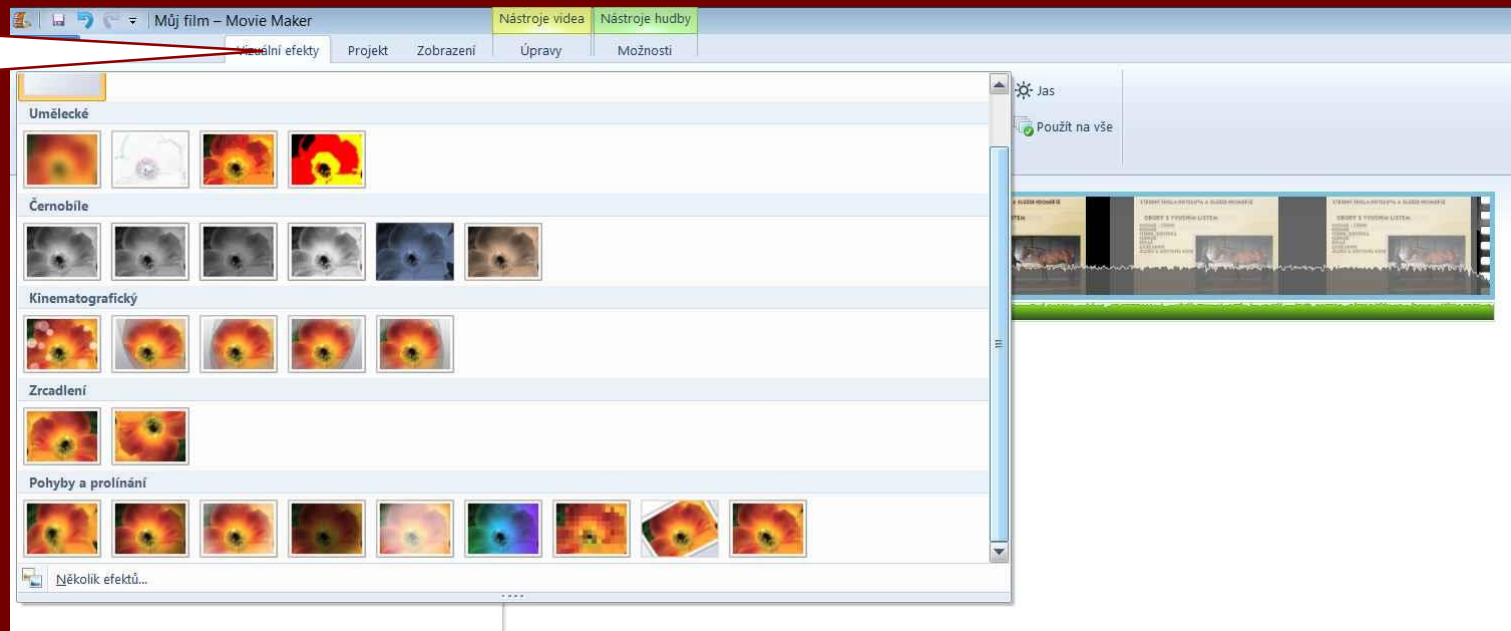 Můj film – Movie Maker
Nástroje videa
Nástroje hudby
Vizuální efekty
Projekt
Zobrazení
Úpravy
Možnosti
Jas
Použít na vše
Umělecké
Černobíle
Kinematografický
Zrcadlení
Pohyby a prolínání
Několik efektů...